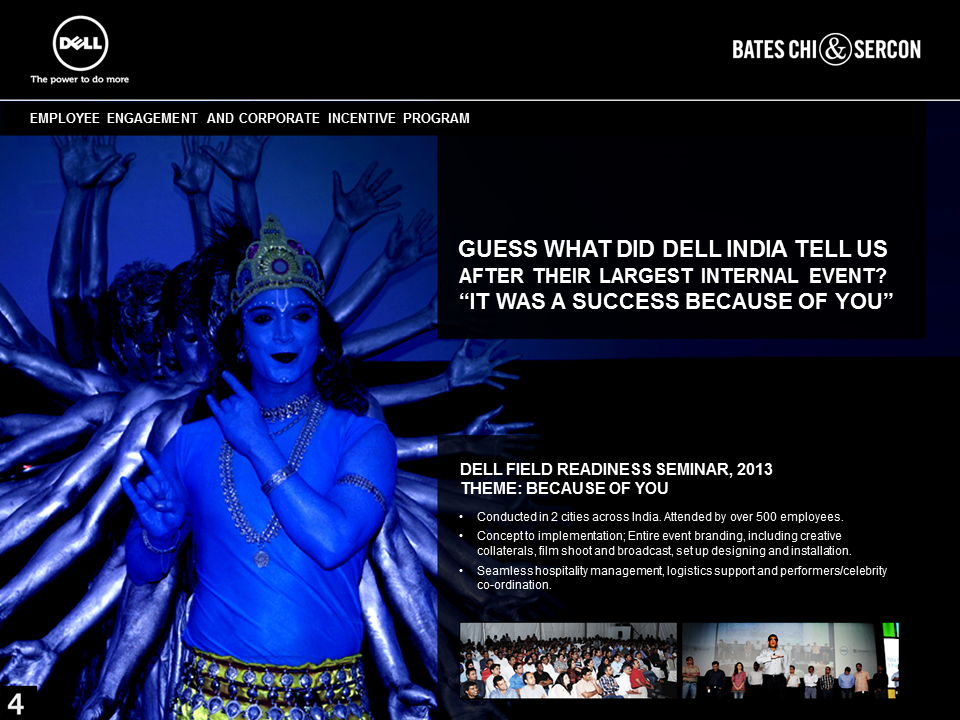 DELL
The power to do more
BATES CHI & SERCON
EMPLOYEE ENGAGEMENT AND CORPORATE INCENTIVE PROGRAM
GUESS WHAT DID DELL INDIA TELL US
AFTER THEIR LARGEST INTERNAL EVENT?
“IT WAS A SUCCESS BECAUSE OF YOU”
DELL FIELD READINESS SEMINAR, 2013
THEME: BECAUSE OF YOU
• Conducted in 2 cities across India. Attended by over 500 employees.
• Concept to implementation; Entire event branding, including creative
collaterals, film shoot and broadcast, set up designing and installation.
• Seamless hospitality management, logistics support and performers/celebrity
co-ordination.
4